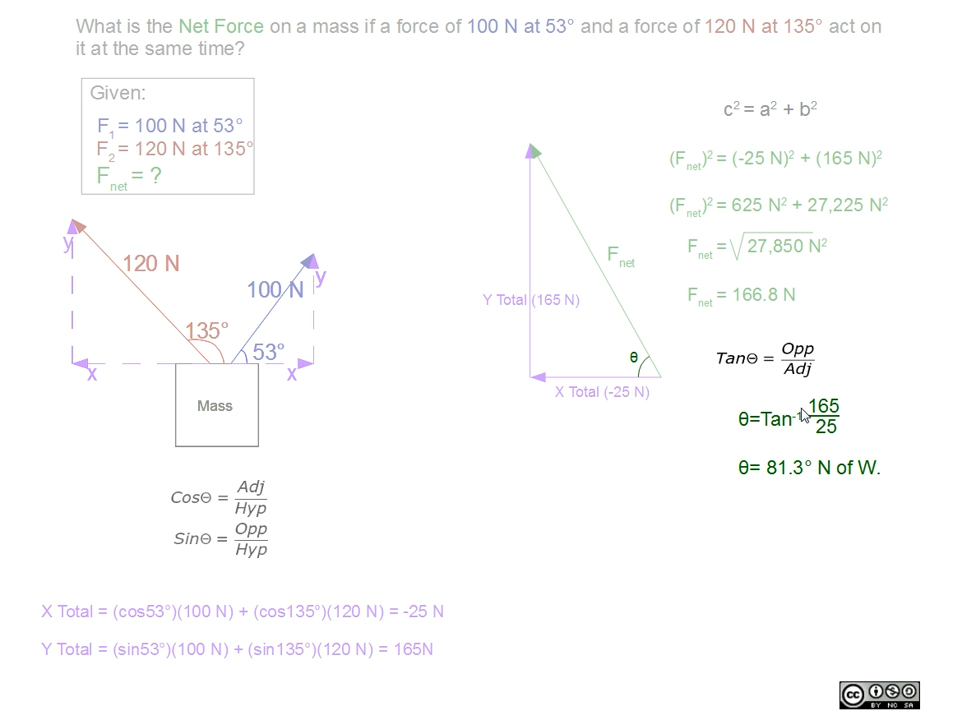 What is the Net Force on a mass if a force of 100 N at 53° and a force of 120 N at 135° act on
it at the same time?
Given:
F1 = 100 N at 53°
F2 = 120 N at 135°
Fnet = ?
y
120 N
100 N
y
135°
53°
x
x
Mass
CosΘ = Adj/Hyp
SinΘ = Opp/Hyp
X Total = (cos53°)(100 N) + (cos135°)(120 N) = -25 N
Y Total = (sin53°)(100 N) + (sin135°)(120 N) = 165N
Fnet
Y Total (165 N)
θ
X Total (-25 N)
c² = a² + b²
(Fnet)² = (-25 N)² + (165 N)²
(Fnet)² = 625 N² + 27,225 N²
Fnet = √27,850 N²
Fnet = 166.8 N
TanΘ = Opp/Adj
θ=Tan⁻¹ 165/25
θ= 81.3° N of W.
cc
BY NC SA